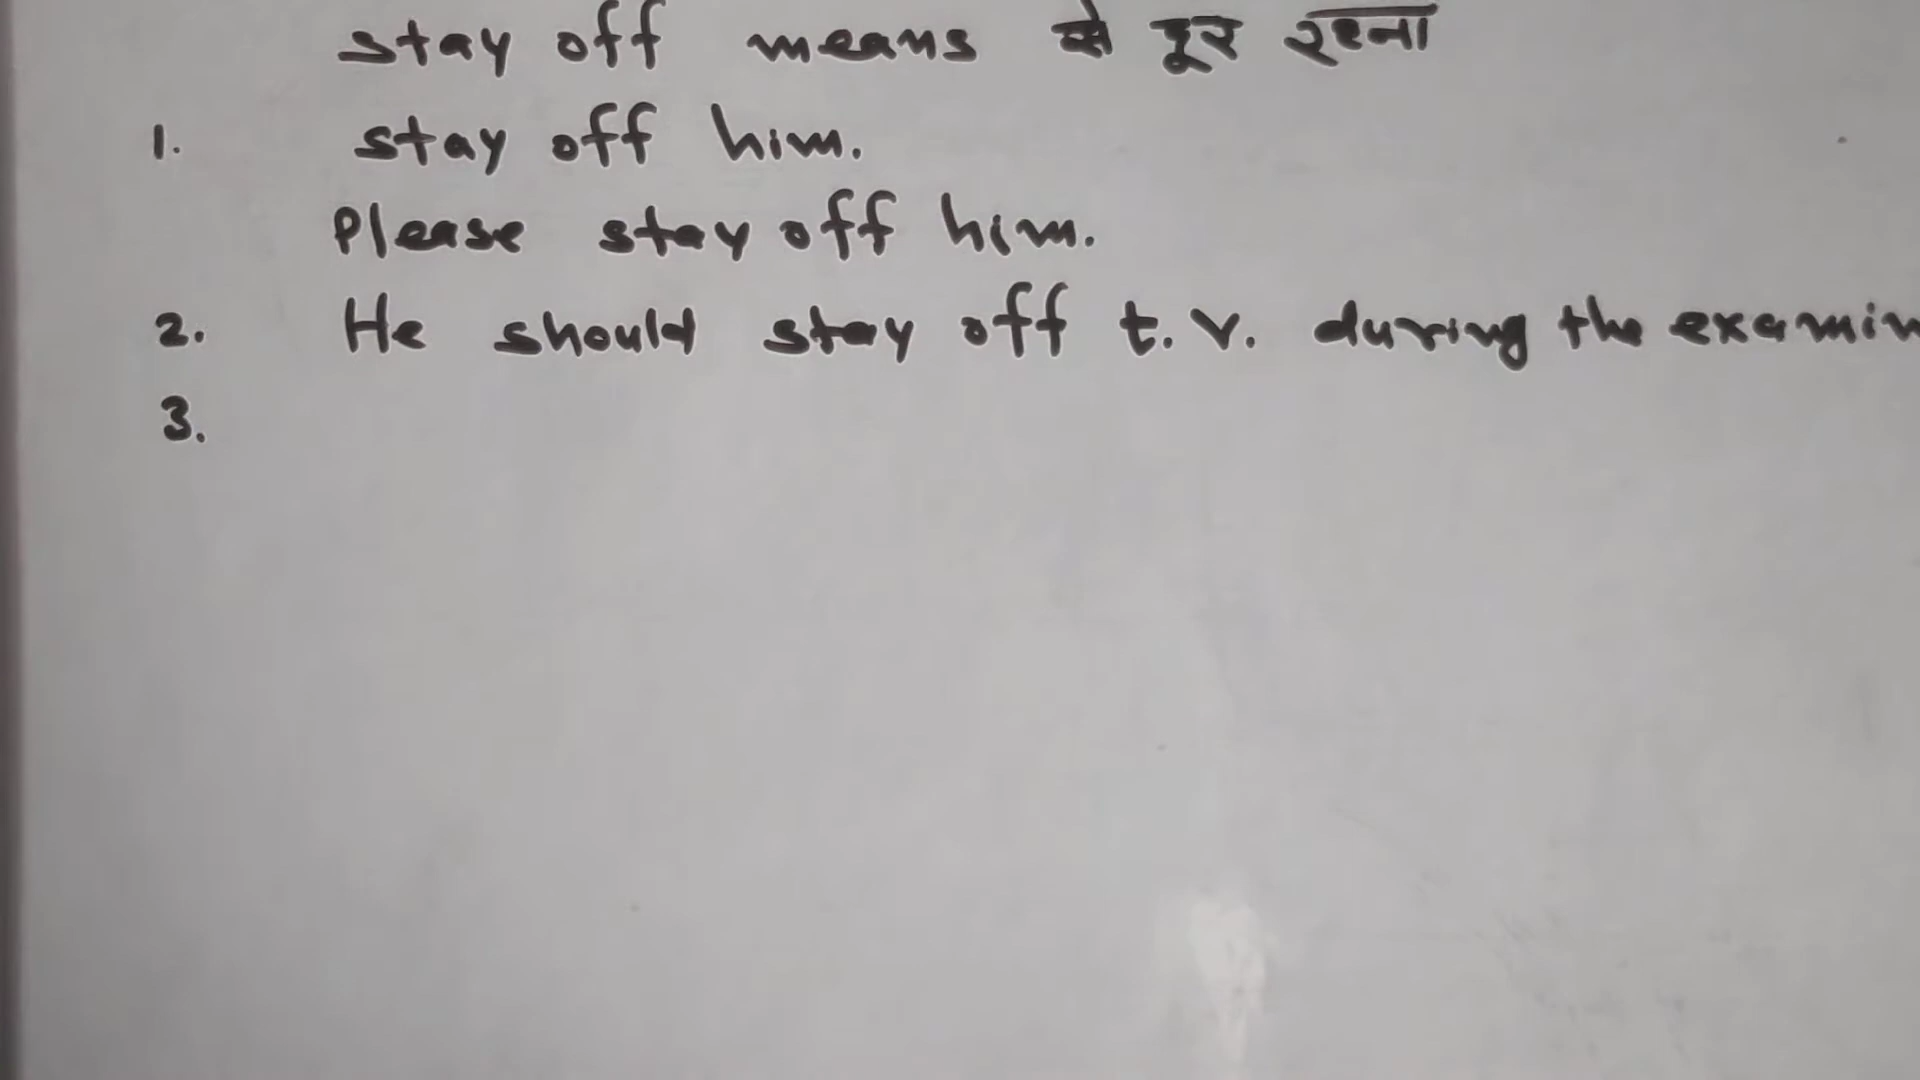 stay off means से दूर रहना
1. stay off him.
Please stay off him.
2. He should stay off t.v. during the examin
3.